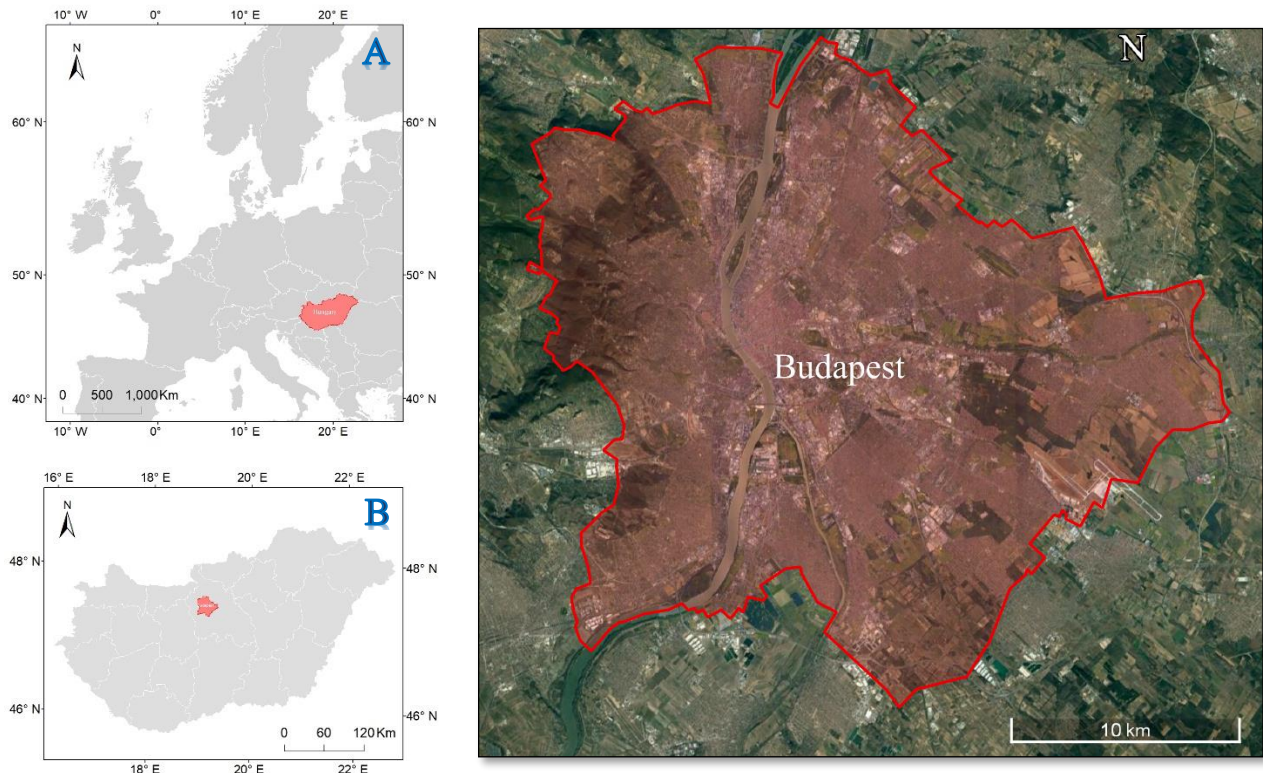 10° W 0° 10° E 20° E
N
A
60° N 60° N
50° N 50° N
Hungary
0 500 1,000 Km
40° N 40° N
10° W 0° 10° E 20° E
16° E 18° E 20° E 22° E
N
B
48° N 48° N
46° N 46° N
0 60 120 Km
18° E 20° E 22° E
N
Budapest
10 km